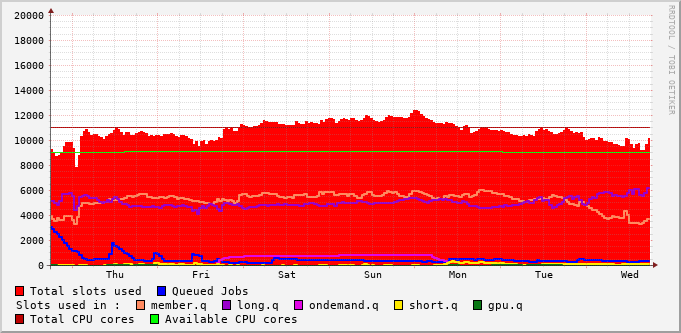 20000
18000
16000
14000
12000
10000
8000
6000
4000
2000
0
Thu Fri Sat Sun Mon Tue Wed
RRDTOOL / TOBI OETIKER
Total slots used Queued Jobs
Slots used in : member.q long.q ondemand.q short.q gpu.q
Total CPU cores Available CPU cores